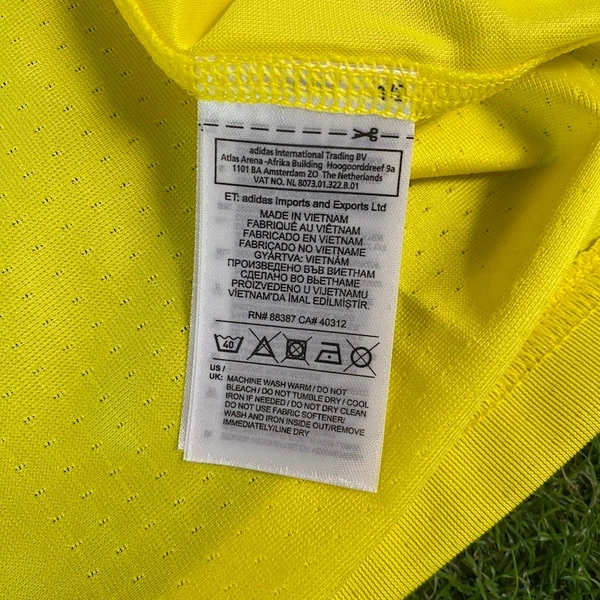 adidas International Trading BV
Atlas Arena -Afrika Building Hoogoorddreef 9a
1101 BA Amsterdam ZO The Netherlands
VAT NO. NL 8073.01.322.B.01
ET: adidas Imports and Exports Ltd
MADE IN VIETNAM
FABRIQUÉ AU VIÊTNAM
FABRICADO EN VIETNAM
FABRICADO NO VIETNAME
GYÁRTVA: VIETNÁM
ПРОИЗВЕДЕНО ВЪВ ВИЕТНАМ
СДЕЛАНО ВО ВЬЕТНАМЕ
PROIZVEDENO U VIJETNAMU
VİETNAM'DA İMAL EDİLMİŞTİR.
RN# 88387 CA# 40312
40
US /
UK: MACHINE WASH WARM / DO NOT
BLEACH / DO NOT TUMBLE DRY / COOL
IRON IF NEEDED / DO NOT DRY CLEAN
DO NOT USE FABRIC SOFTENER/
WASH AND IRON INSIDE OUT/REMOVE
IMMEDIATELY/LINE DRY